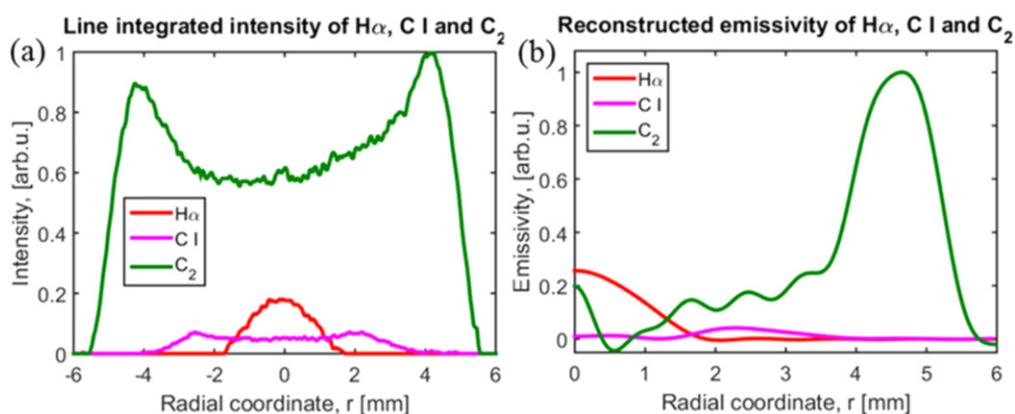 (a) Line integrated intensity of Hα, C I and C2
Intensity, [arb.u.]
1
0.8
0.6
0.4
0.2
0
Hα
C I
C2
-6 -4 -2 0 2 4 6
Radial coordinate, r [mm]
(b) Reconstructed emissivity of Hα, C I and C2
Emissivity, [arb.u.]
1
0.8
0.6
0.4
0.2
0
Hα
C I
C2
0 1 2 3 4 5 6
Radial coordinate, r [mm]